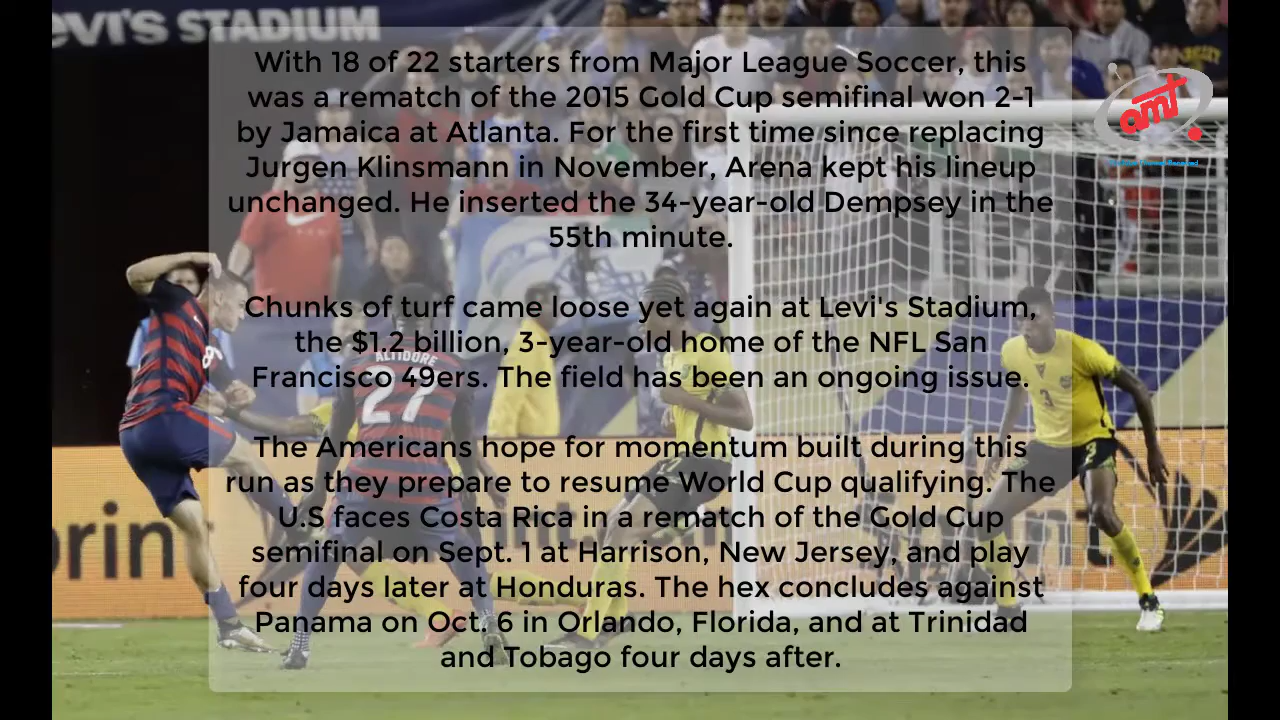 EVI'S STADIUM
With 18 of 22 starters from Major League Soccer, this
was a rematch of the 2015 Gold Cup semifinal won 2-1
by Jamaica at Atlanta. For the first time since replacing
Jurgen Klinsmann in November, Arena kept his lineup
unchanged. He inserted the 34-year-old Dempsey in the
55th minute.
Chunks of turf came loose yet again at Levi's Stadium,
the $1.2 billion, 3-year-old home of the NFL San
Francisco 49ers. The field has been an ongoing issue.
The Americans hope for momentum built during this
run as they prepare to resume World Cup qualifying. The
U.S faces Costa Rica in a rematch of the Gold Cup
semifinal on Sept. 1 at Harrison, New Jersey, and play
four days later at Honduras. The hex concludes against
Panama on Oct. 6 in Orlando, Florida, and at Trinidad
and Tobago four days after.
amt
ALTIDORE
27
8
3
3
rint